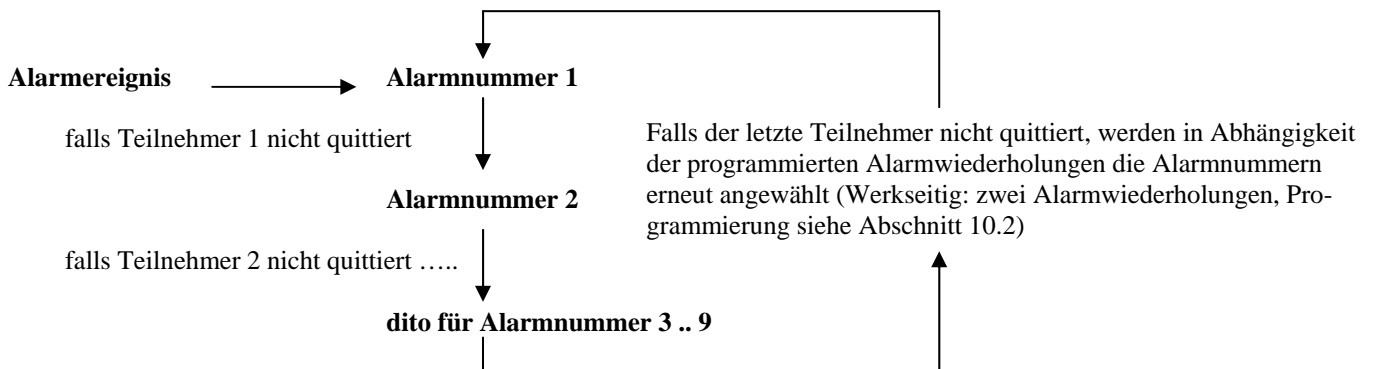 Alarmereignis
Alarmnummer 1
falls Teilnehmer 1 nicht quittiert
Alarmnummer 2
falls Teilnehmer 2 nicht quittiert …..
dito für Alarmnummer 3 .. 9
Falls der letzte Teilnehmer nicht quittiert, werden in Abhängigkeit
der programmierten Alarmwiederholungen die Alarmnummern
erneut angewählt (Werkseitig: zwei Alarmwiederholungen, Pro-
grammierung siehe Abschnitt 10.2)